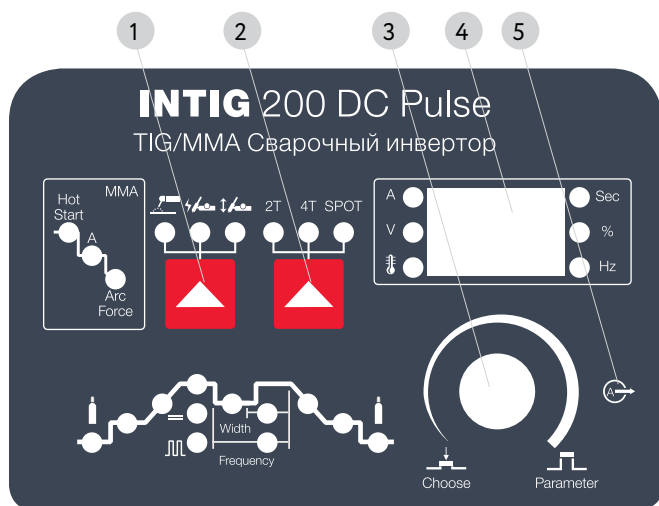 1 2 3 4 5
INTIG 200 DC Pulse
TIG/MMA Сварочный инвертор
MMA
Hot
Start
A
Arc
Force
2T 4T SPOT
A Sec
V %
Hz
Width
Frequency
A
Choose Parameter